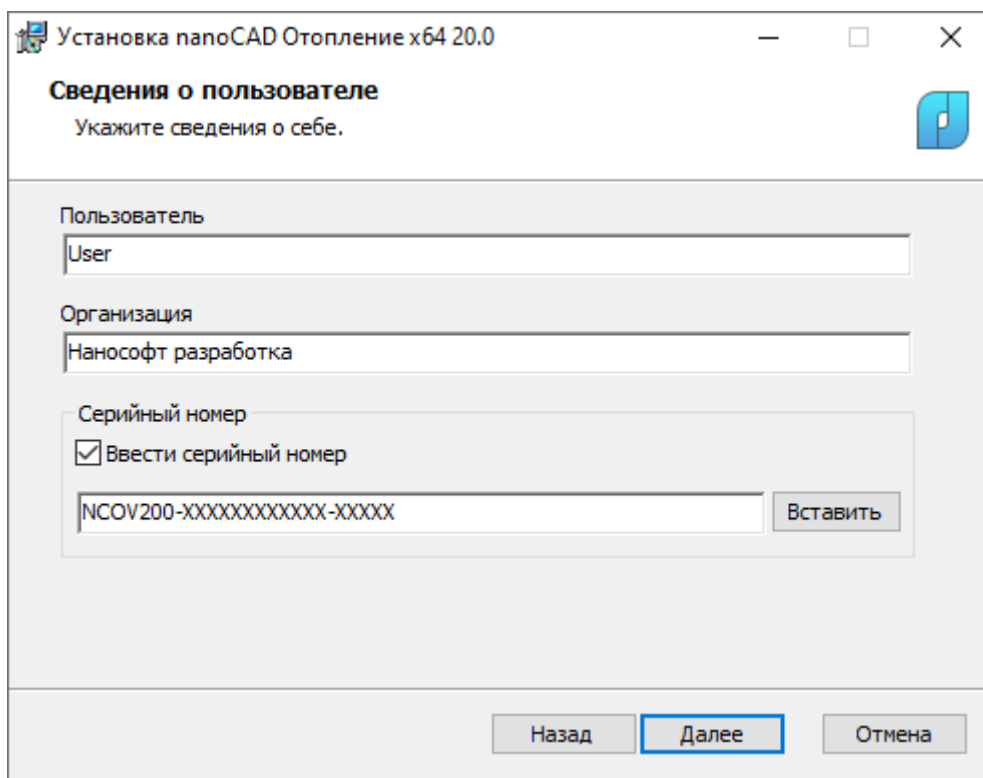 Установка nanoCAD Отопление x64 20.0
Сведения о пользователе
Укажите сведения о себе.
Пользователь
User
Организация
Нанософт разработка
Серийный номер
Ввести серийный номер
NCOV200-XXXXXXXXXXXX-XXXXX
Вставить
Назад
Далее
Отмена